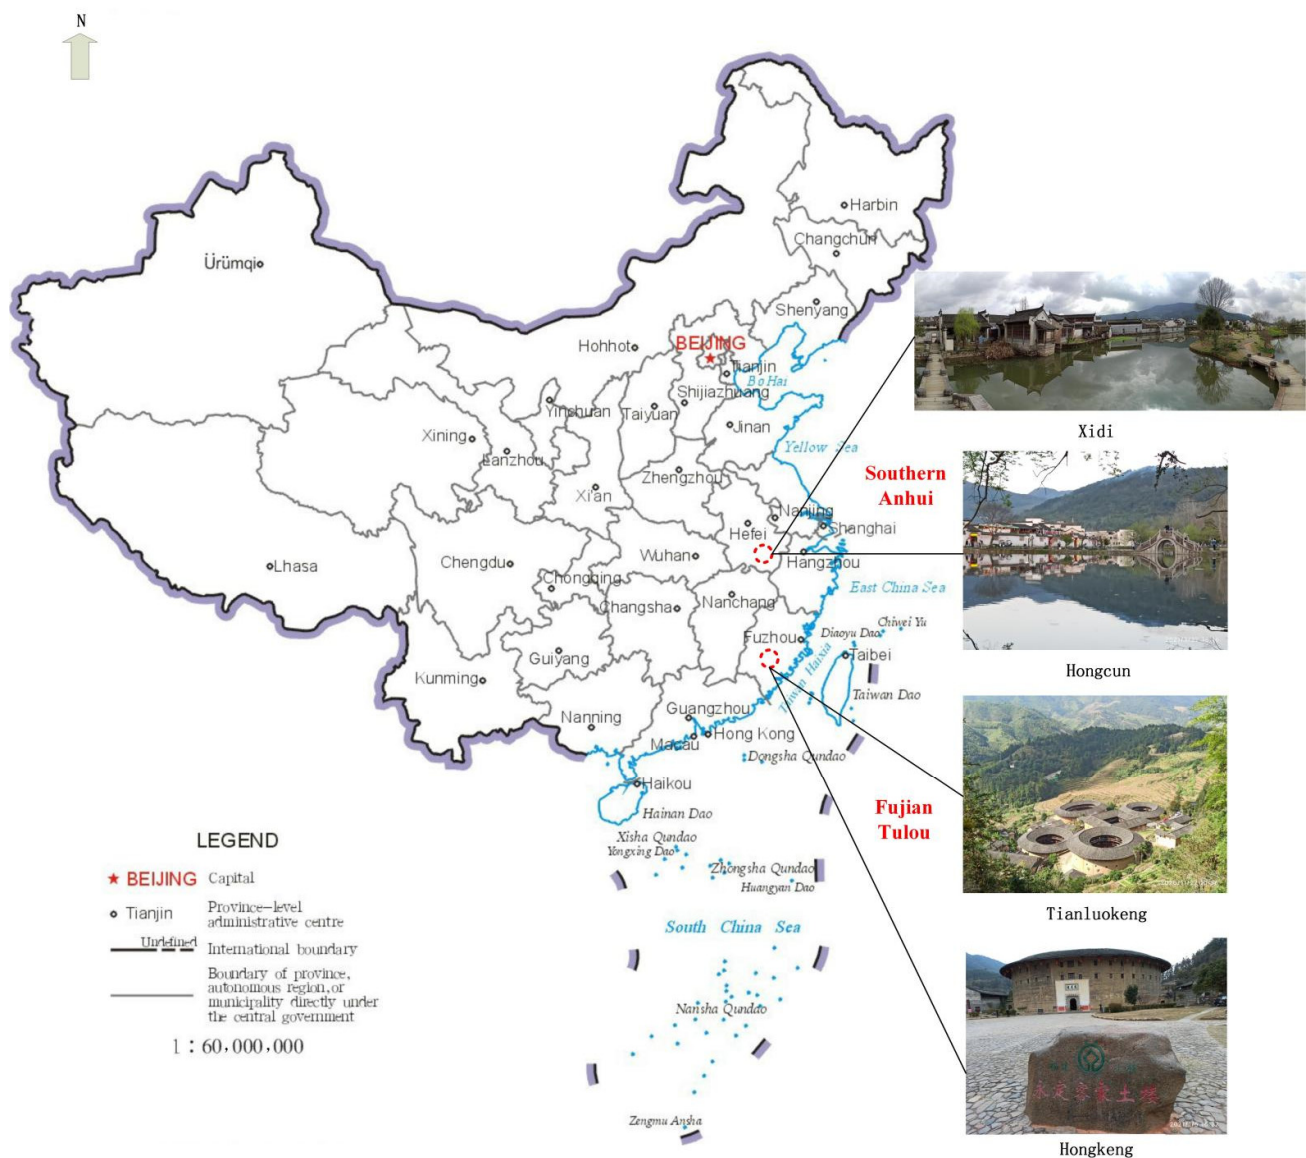 N
Harbin
Changchun
Ürümqi
Shenyang
Hohhot
BEIJING
Tianjin
Bo Hai
Shijiazhuang
Yinchuan
Taiyuan
Jinan
Xining
Lanzhou
Yellow Sea
Zhengzhou
Xi'an
Nanjing
Hefei
Shanghai
Wuhan
Hangzhou
Lhasa
Chengdu
Chongqing
East China Sea
Nanchang
Changsha
Chiwei Yu
Diaoyu Dao
Fuzhou
Taibei
Guiyang
Kunming
Taiwan Haixia
Taiwan Dao
Guangzhou
Nanning
Hong Kong
Macau
Dongsha Qundao
Haikou
Hainan Dao
Xisha Qundao
Yongxing Dao
Zhongsha Qundao
Huangyan Dao
South China Sea
Nansha Qundao
Zengmu Ansha
Xidi
Southern
Anhui
Hongcun
Fujian
Tulou
Tianluokeng
永定客家土楼
Hongkeng
LEGEND
BEIJING Capital
Tianjin
Province-level
administrative centre
Undefined
International boundary
Boundary of province,
autonomous region,or
municipality directly under
the central government
1:60,000,000